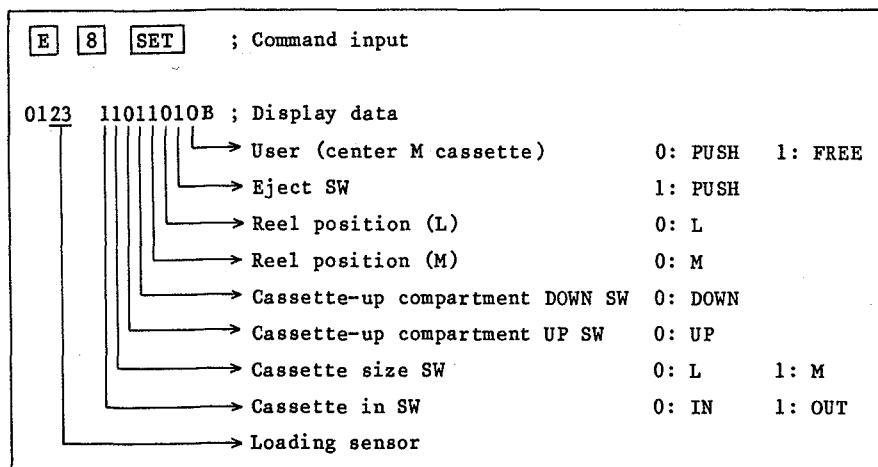 E 8 SET ; Command input
0123 11011010B ; Display data
User (center M cassette) 0: PUSH 1: FREE
Eject SW 1: PUSH
Reel position (L) 0: L
Reel position (M) 0: M
Cassette-up compartment DOWN SW 0: DOWN
Cassette-up compartment UP SW 0: UP
Cassette size SW 0: L 1: M
Cassette in SW 0: IN 1: OUT
Loading sensor